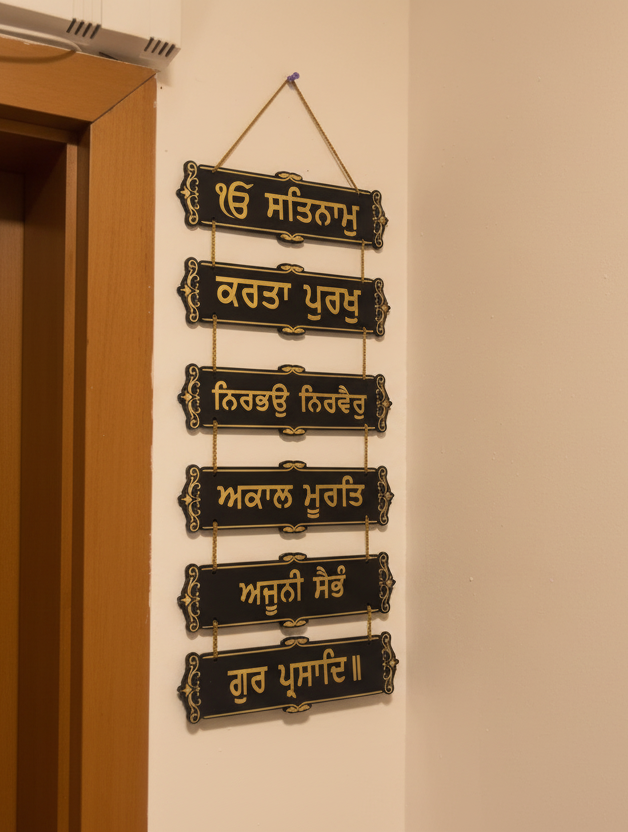 ੴ ਸਤਿਨਾਮੁ
ਕਰਤਾ ਪੁਰਖੁ
ਨਿਰਭਉ ਨਿਰਵੈਰੁ
ਅਕਾਲ ਮੂਰਤਿ
ਅਜੂਨੀ ਸੈਭੰ
ਗੁਰ ਪ੍ਰਸਾਦਿ॥